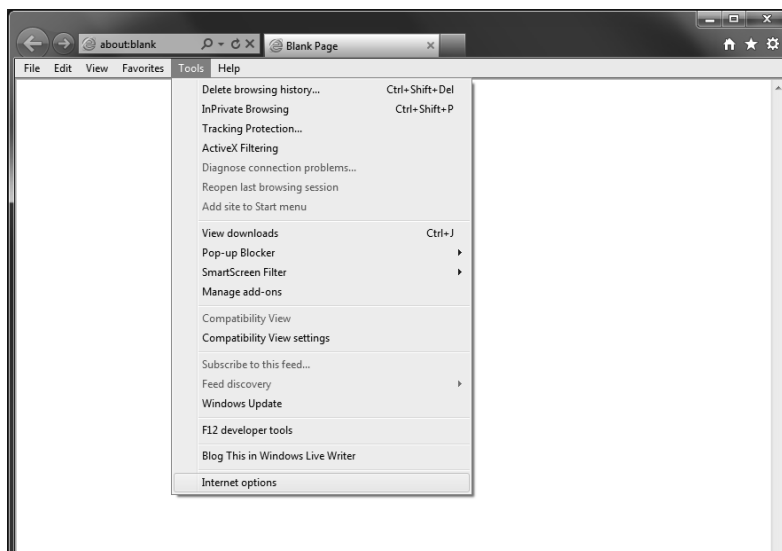 about:blank
Blank Page
File Edit View Favorites Tools Help
Delete browsing history... Ctrl+Shift+Del
InPrivate Browsing Ctrl+Shift+P
Tracking Protection...
ActiveX Filtering
Diagnose connection problems...
Reopen last browsing session
Add site to Start menu
View downloads Ctrl+J
Pop-up Blocker
SmartScreen Filter
Manage add-ons
Compatibility View
Compatibility View settings
Subscribe to this feed...
Feed discovery
Windows Update
F12 developer tools
Blog This in Windows Live Writer
Internet options